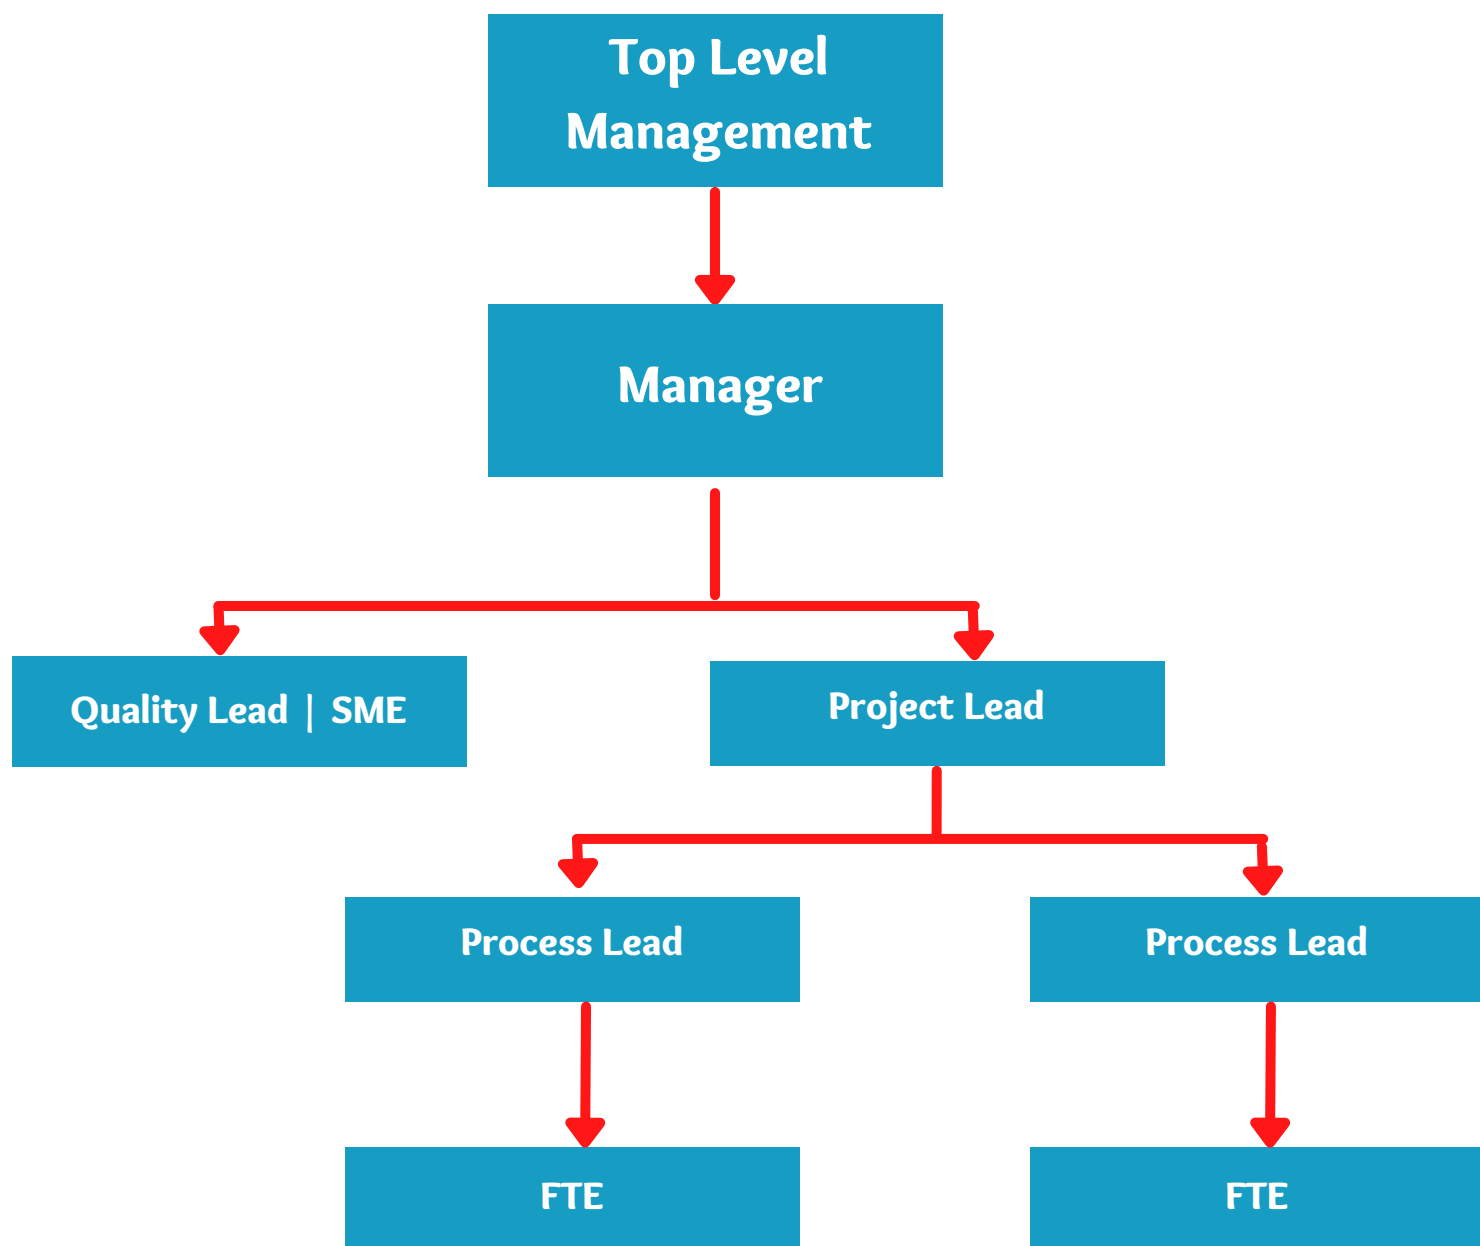 Top Level
Management
Manager
Quality Lead | SME
Project Lead
Process Lead
Process Lead
FTE
FTE